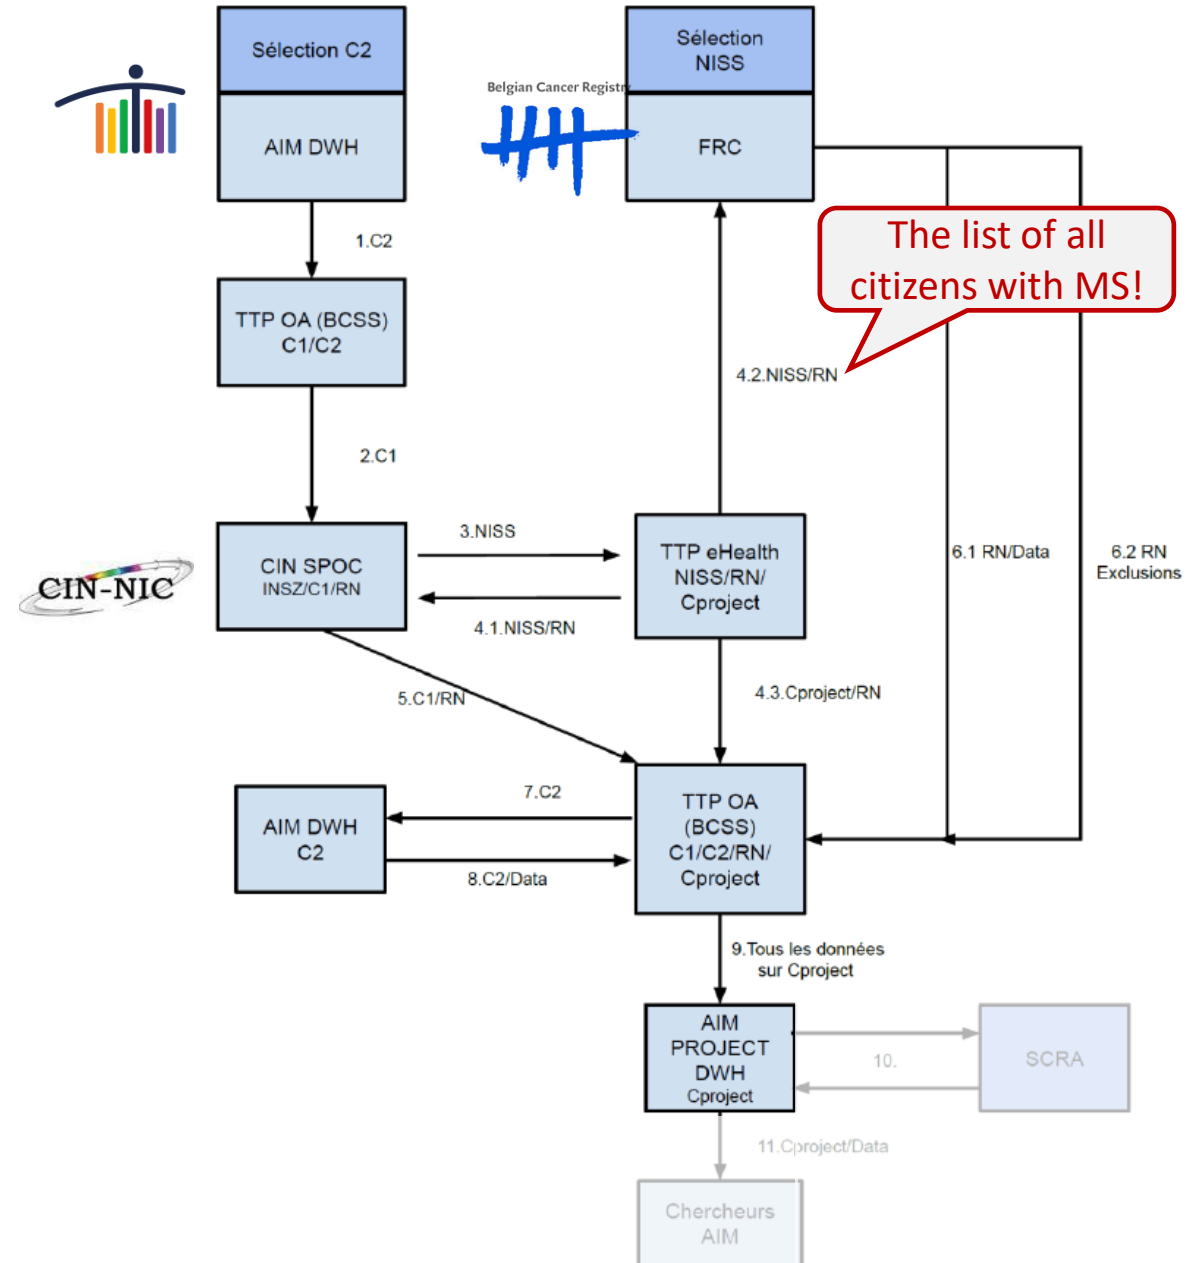 Sélection C2
AIM DWH
Belgian Cancer Registry
Sélection
NISS
FRC
The list of all
citizens with MS!
1.C2
TTP OA (BCSS)
C1/C2
4.2.NISS/RN
2.C1
CIN-NIC
CIN SPOC
INSZ/C1/RN
3.NISS
4.1.NISS/RN
TTP eHealth
NISS/RN/
Cproject
6.1 RN/Data
6.2 RN
Exclusions
5.C1/RN
4.3.Cproject/RN
AIM DWH
C2
7.C2
8.C2/Data
TTP OA
(BCSS)
C1/C2/RN/
Cproject
9.Tous les données
sur Cproject
AIM
PROJECT
DWH
Cproject
10.
SCRA
11.Cproject/Data
Chercheurs
AIM